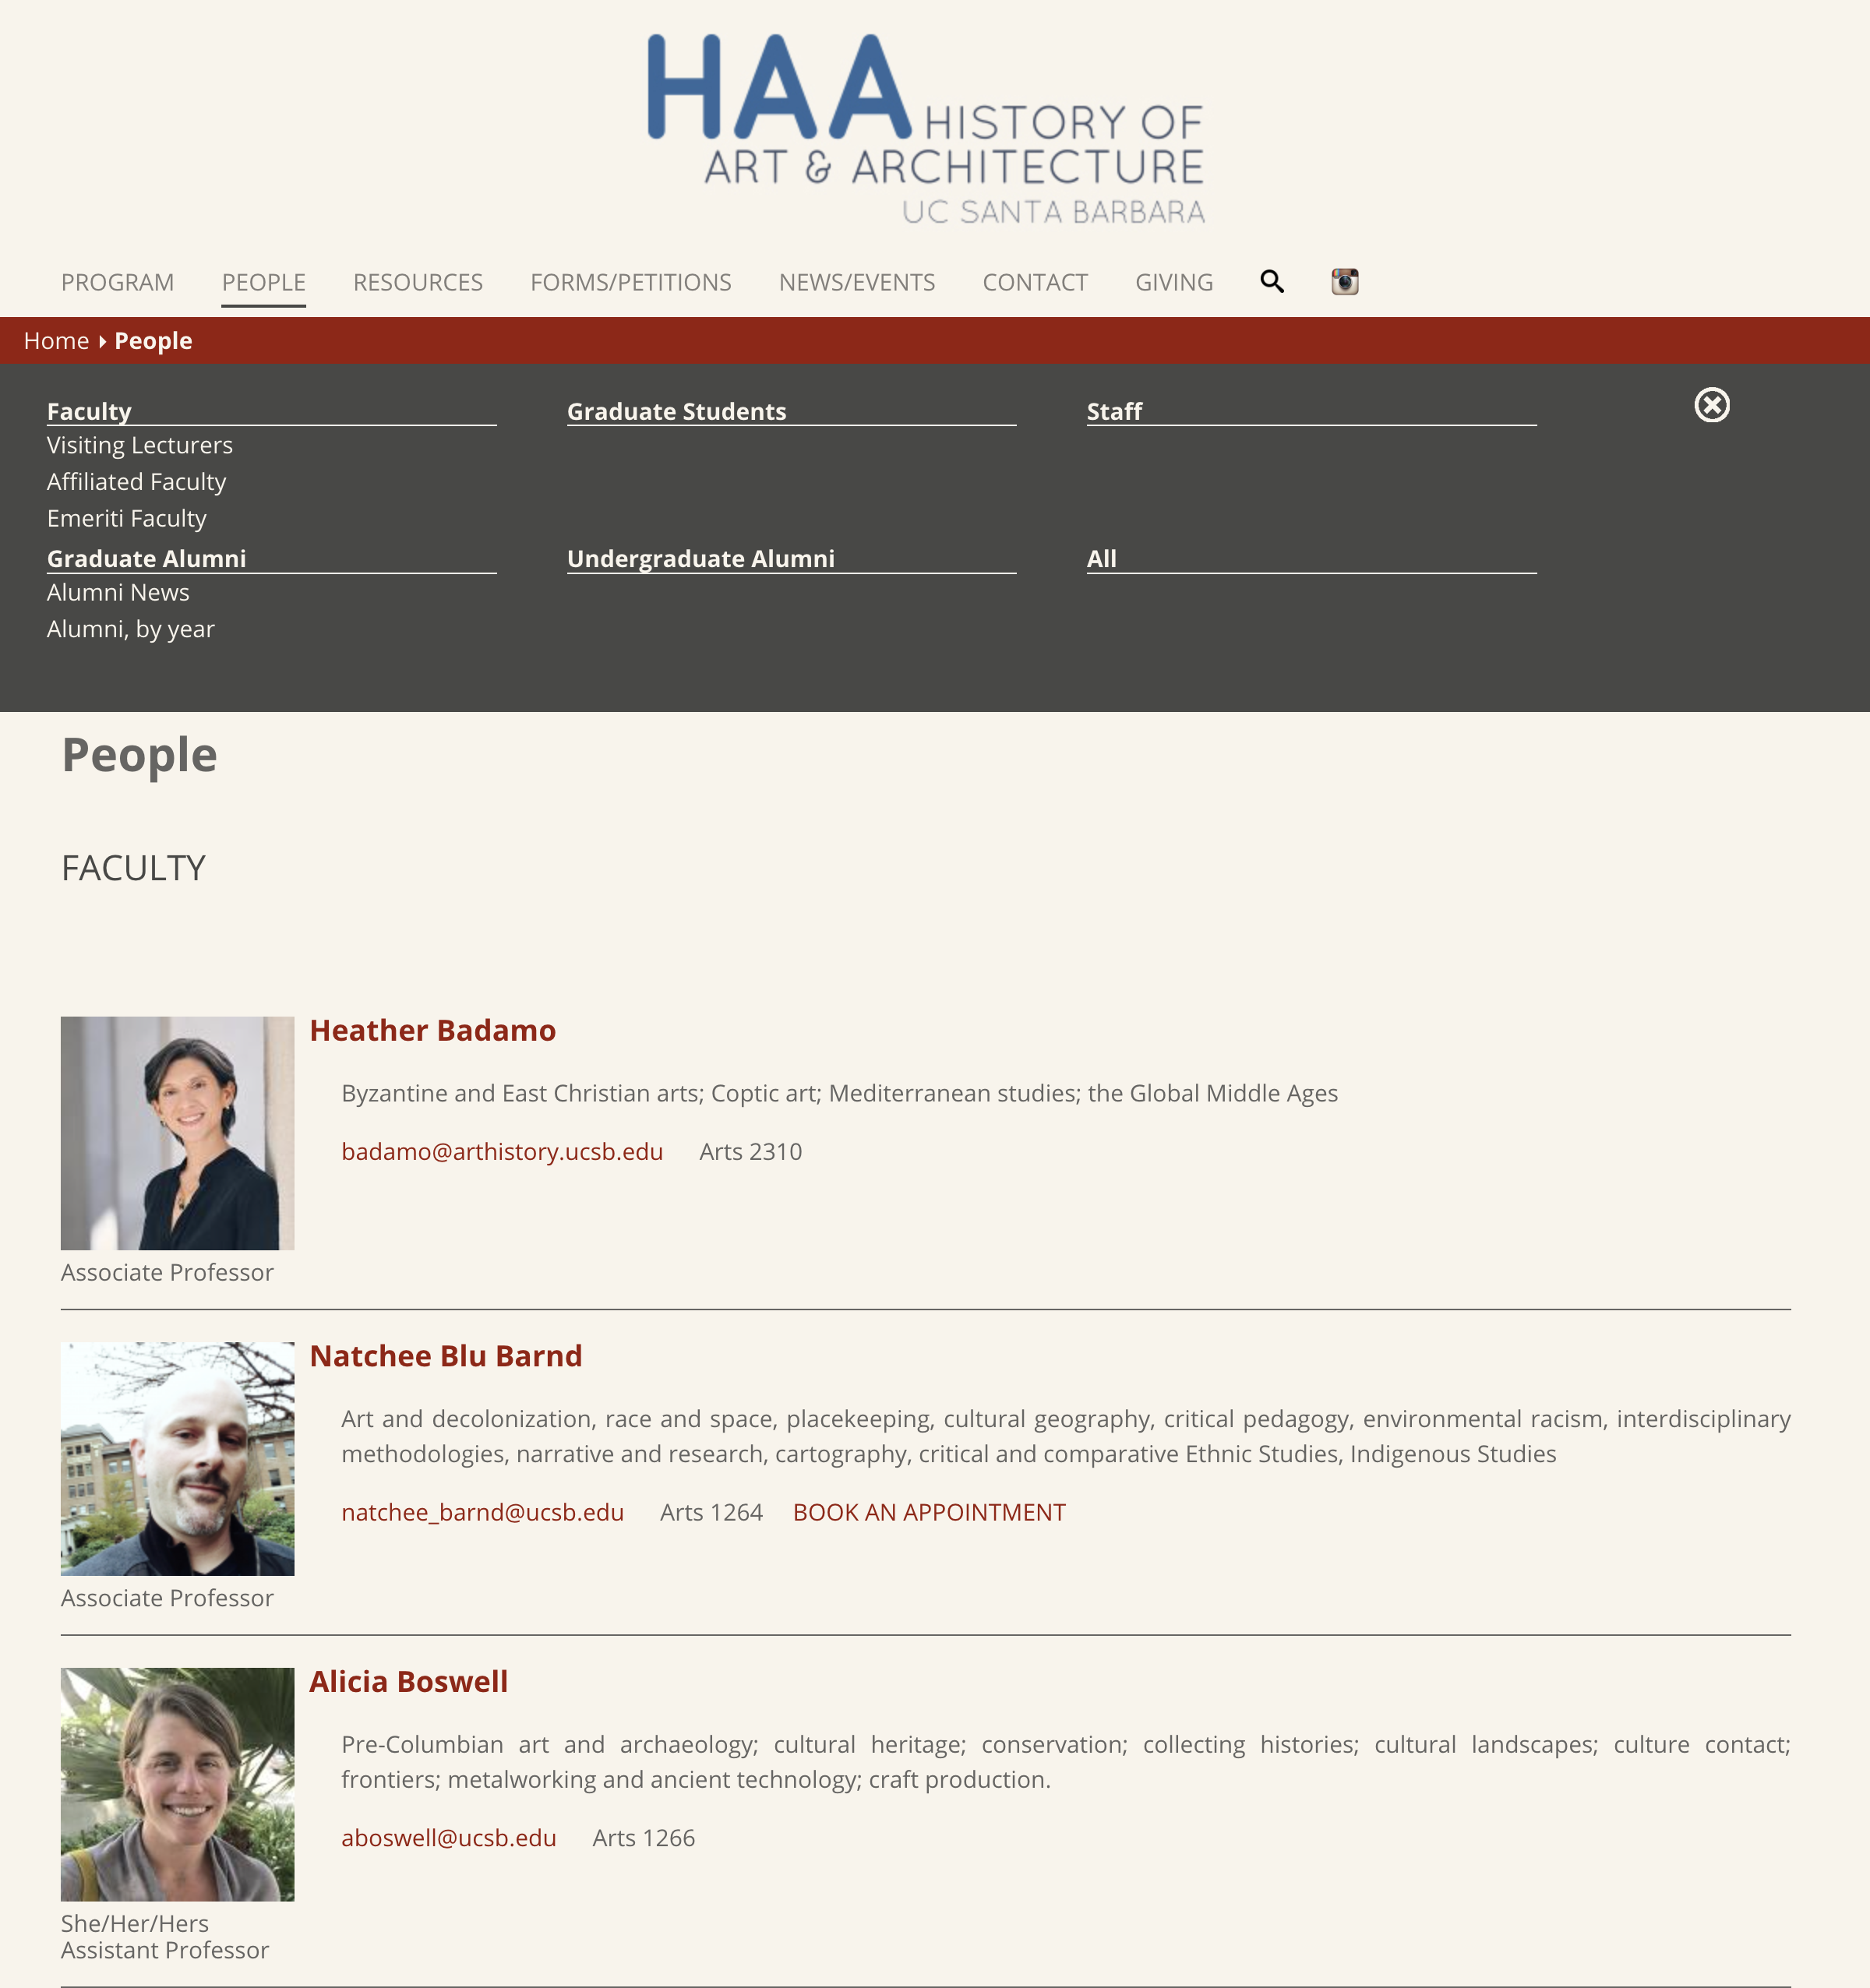 HAA HISTORY OF
ART & ARCHITECTURE
UC SANTA BARBARA
PROGRAM PEOPLE RESOURCES FORMS/PETITIONS NEWS/EVENTS CONTACT GIVING
Home People
Faculty Graduate Students Staff
Visiting Lecturers
Affiliated Faculty
Emeriti Faculty
Graduate Alumni Undergraduate Alumni All
Alumni News
Alumni, by year
People
FACULTY
Heather Badamo
Byzantine and East Christian arts; Coptic art; Mediterranean studies; the Global Middle Ages
badamo@arthistory.ucsb.edu Arts 2310
Associate Professor
Natchee Blu Barnd
Art and decolonization, race and space, placekeeping, cultural geography, critical pedagogy, environmental racism, interdisciplinary
methodologies, narrative and research, cartography, critical and comparative Ethnic Studies, Indigenous Studies
natchee_barnd@ucsb.edu Arts 1264 BOOK AN APPOINTMENT
Associate Professor
Alicia Boswell
Pre-Columbian art and archaeology; cultural heritage; conservation; collecting histories; cultural landscapes; culture contact;
frontiers; metalworking and ancient technology; craft production.
aboswell@ucsb.edu Arts 1266
She/Her/Hers
Assistant Professor